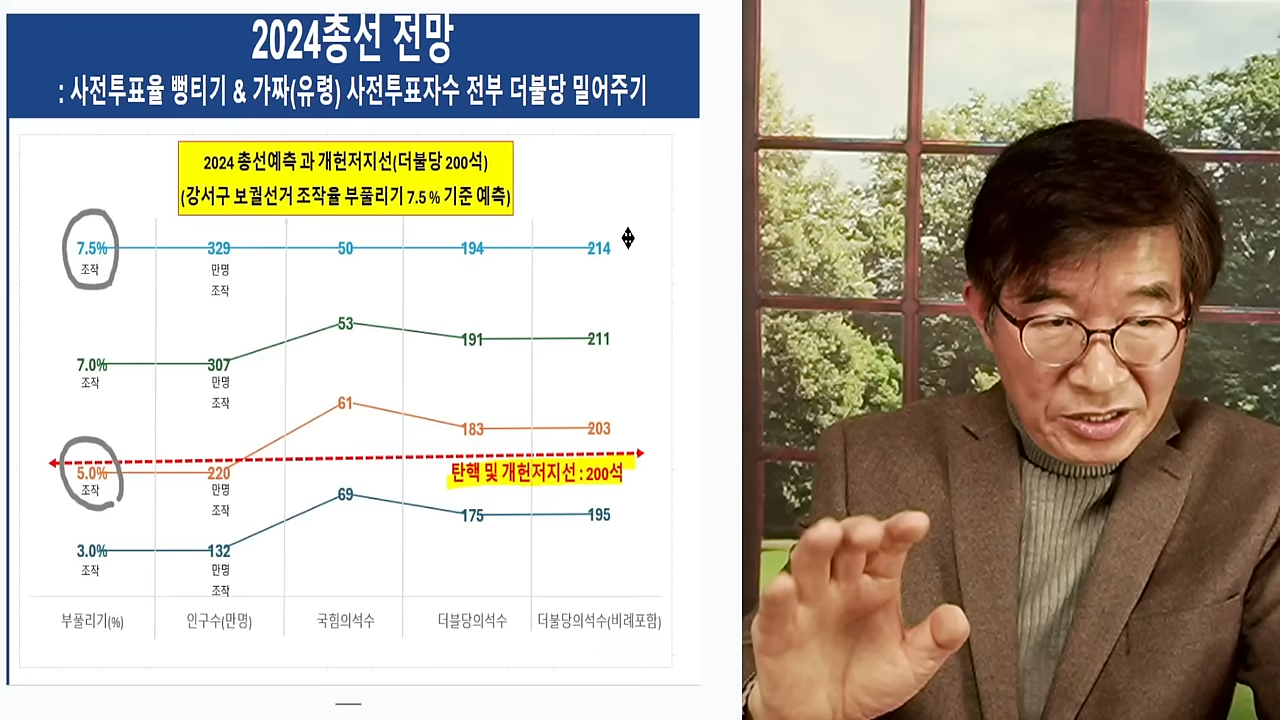 2024총선 전망
: 사전투표율 뻥티기 & 가짜(유령) 사전투표자수 전부 더불당 밀어주기
2024 총선예측 과 개헌저지선(더불당 200석)
(강서구 보궐선거 조작율 부풀리기 7.5 % 기준 예측)
7.5% 329 50 194 214
조작 만명
조작
53
191 211
7.0% 307
조작 만명
조작
61
183 203
탄핵 및 개헌저지선 : 200석
5.0% 220
조작 만명
조작
69
175 195
3.0% 132
조작 만명
조작
부풀리기(%) 인구수(만명) 국힘의석수 더블당의석수 더불당의석수(비례포함)